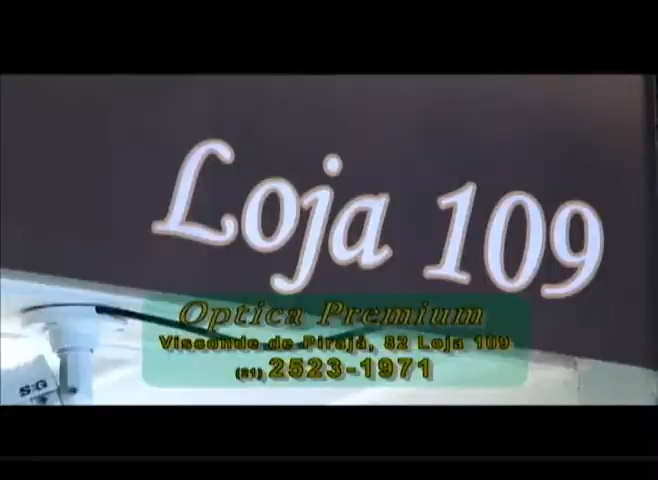 Loja 109
Optica Premium
Visconde de Pirajá, 82 Loja 109
(21) 2523-1971
S:G